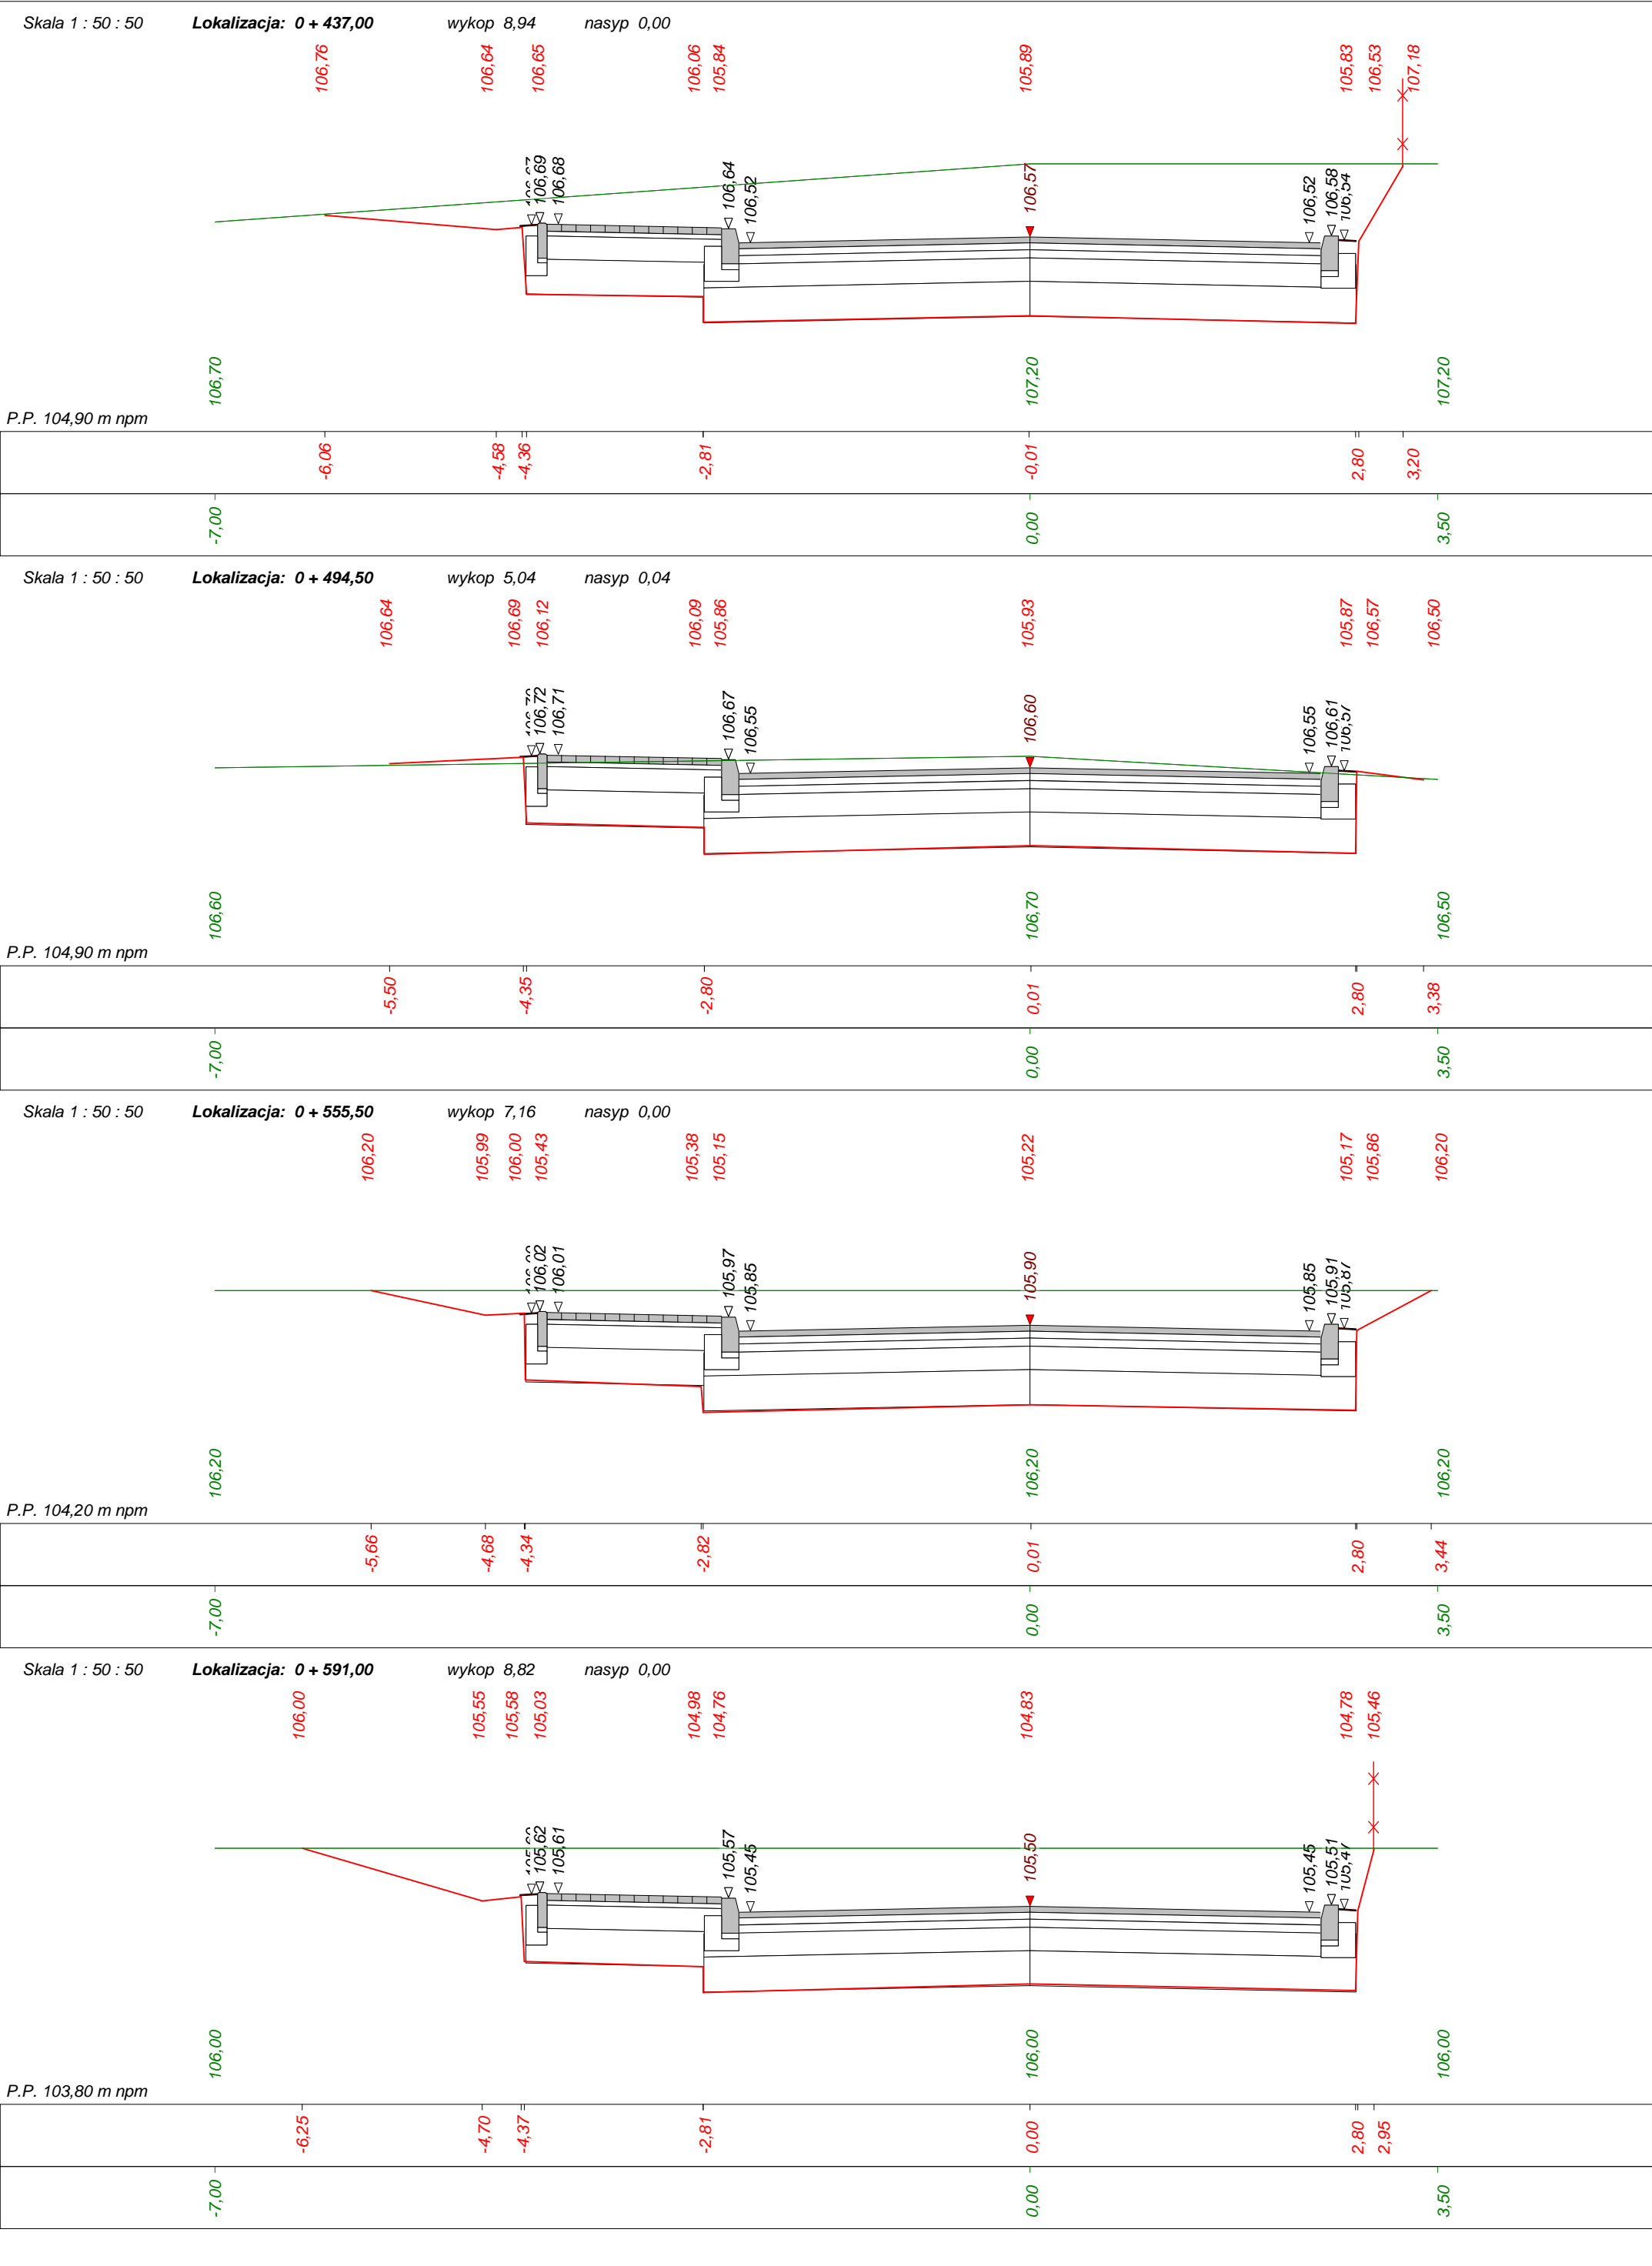 Skala 1 : 50 : 50 Lokalizacja: 0 + 437,00 wykop 8,94 nasyp 0,00
106,76 106,64 106,65 106,06 105,84 105,89 105,83 106,53 107,18
106,69 106,68 106,64 106,52 106,57 106,52 106,58 106,54
106,70 107,20 107,20
P.P. 104,90 m npm
-6,06 -4,58 -4,36 -2,81 -0,01 2,80 3,20
-7,00 0,00 3,50
Skala 1 : 50 : 50 Lokalizacja: 0 + 494,50 wykop 5,04 nasyp 0,04
106,64 106,69 106,12 106,09 105,86 105,93 105,87 106,57 106,50
106,72 106,71 106,67 106,55 106,60 106,55 106,61 106,57
106,60 106,70 106,50
P.P. 104,90 m npm
-5,50 -4,35 -2,80 0,01 2,80 3,38
-7,00 0,00 3,50
Skala 1 : 50 : 50 Lokalizacja: 0 + 555,50 wykop 7,16 nasyp 0,00
106,20 105,99 106,00 105,43 105,38 105,15 105,22 105,17 105,86 106,20
106,02 106,01 105,97 105,85 105,90 105,85 105,91 105,87
106,20 106,20 106,20
P.P. 104,20 m npm
-5,66 -4,68 -4,34 -2,82 0,01 2,80 3,44
-7,00 0,00 3,50
Skala 1 : 50 : 50 Lokalizacja: 0 + 591,00 wykop 8,82 nasyp 0,00
106,00 105,55 105,58 105,03 104,98 104,76 104,83 104,78 105,46
105,62 105,61 105,57 105,45 105,50 105,45 105,51 105,47
106,00 106,00 106,00
P.P. 103,80 m npm
-6,25 -4,70 -4,37 -2,81 0,00 2,80 2,95
-7,00 0,00 3,50